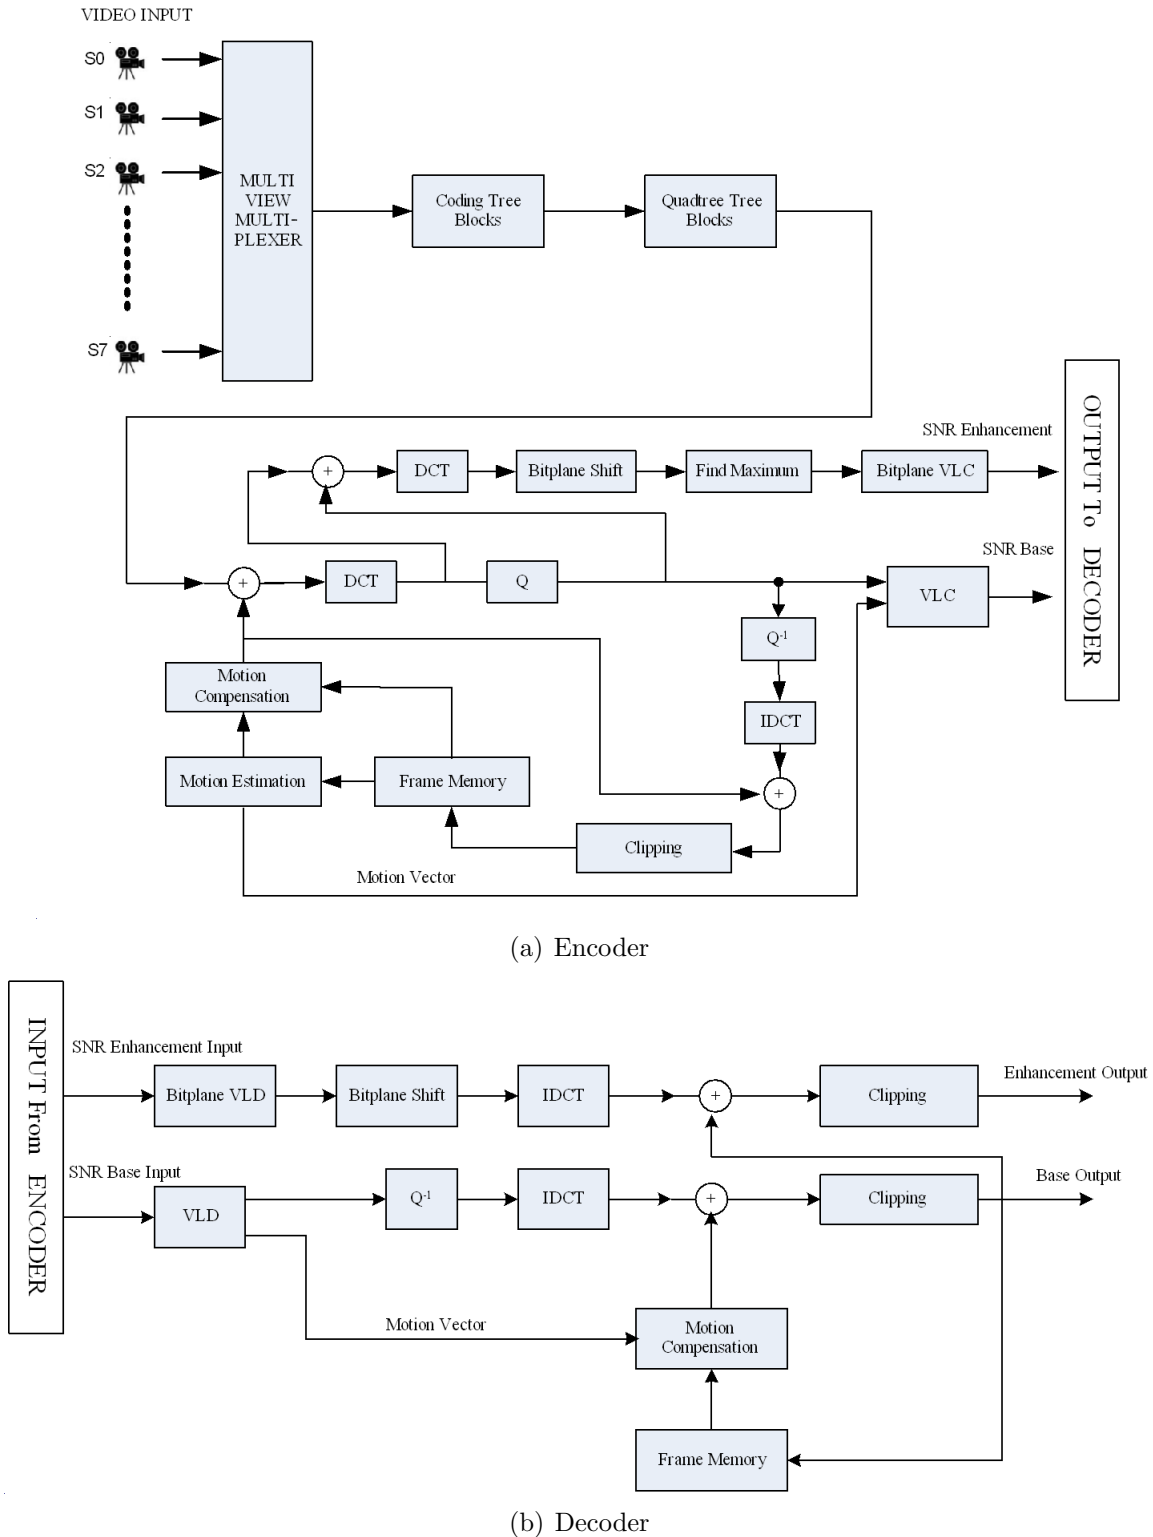 VIDEO INPUT
S0
S1
S2
S7
MULTI
VIEW
MULTI-
PLEXER
Coding Tree
Blocks
Quadtree Tree
Blocks
SNR Enhancement
+
DCT
Bitplane Shift
Find Maximum
Bitplane VLC
SNR Base
+
DCT
Q
VLC
Q-1
Motion
Compensation
IDCT
Motion Estimation
Frame Memory
+
Clipping
Motion Vector
OUTPUT To DECODER
(a) Encoder
INPUT From ENCODER
SNR Enhancement Input
Bitplane VLD
Bitplane Shift
IDCT
+
Clipping
Enhancement Output
SNR Base Input
VLD
Q-1
IDCT
+
Clipping
Base Output
Motion Vector
Motion
Compensation
Frame Memory
(b) Decoder